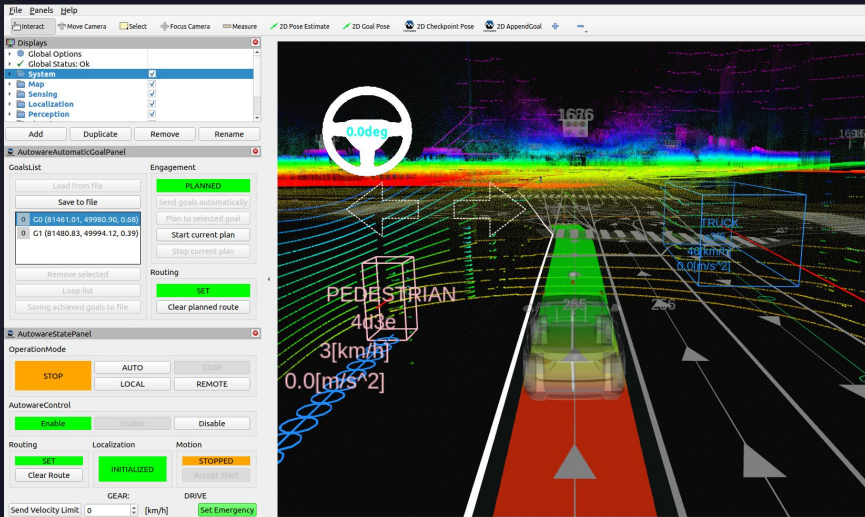 File Panels Help
Interact Move Camera Select Focus Camera Measure 2D Pose Estimate 2D Goal Pose 2D Checkpoint Pose 2D AppendGoal
Displays
Global Options
Global Status: Ok
System
Map
Sensing
Localization
Perception
Add Duplicate Remove Rename
AutowareAutomaticGoalPanel
GoalsList Engagement
Load from file PLANNED
Save to file Send goals automatically
0 G0 (81461.01, 49980.90, 0.68) Plan to selected goal
0 G1 (81480.83, 49994.12, 0.39) Start current plan
Stop current plan
Remove selected Routing
Loop list SET
Saving achieved goals to file Clear planned route
AutowareStatePanel
OperationMode
STOP AUTO STOP
LOCAL REMOTE
AutowareControl
Enable Enable Disable
Routing Localization Motion
SET INITIALIZED STOPPED
Clear Route Accept Start
GEAR: DRIVE
Send Velocity Limit 0 [km/h] Set Emergency
0.0deg
1676
TRUCK
0.0[m/s^2]
PEDESTRIAN
4d3e
3[km/h]
0.0[m/s^2]
255
256